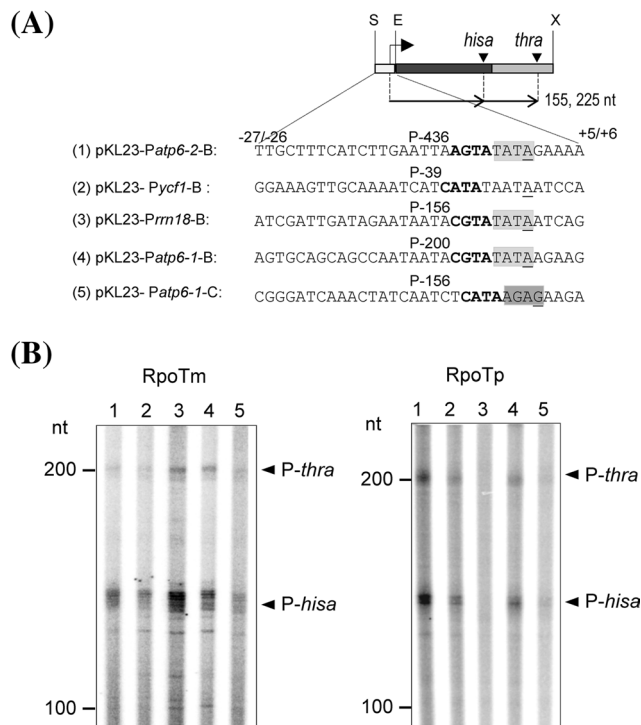 (A)
S E X
hisa thra
155, 225 nt
-27/-26 P-436 +5/+6
(1) pKL23-Patp6-2-B: TTGCTTTCATCTTGAATTAAGTATATAGAAAA
P-39
(2) pKL23- Pycf1-B : GGAAAGTTGCAAAATCATCATATAATAATCCA
P-156
(3) pKL23-Prrn18-B: ATCGATTGATAGAATAATACGTATATAATCAG
P-200
(4) pKL23-Patp6-1-B: AGTGCAGCAGCCAATAATACGTATATAAGAAG
P-156
(5) pKL23- Patp6-1-C: CGGGATCAAACTATCAATCTCATAAGAGAAGA
(B)
RpoTm RpoTp
nt 1 2 3 4 5 nt 1 2 3 4 5
200 P-thra 200 P-thra
P-hisa P-hisa
100 100